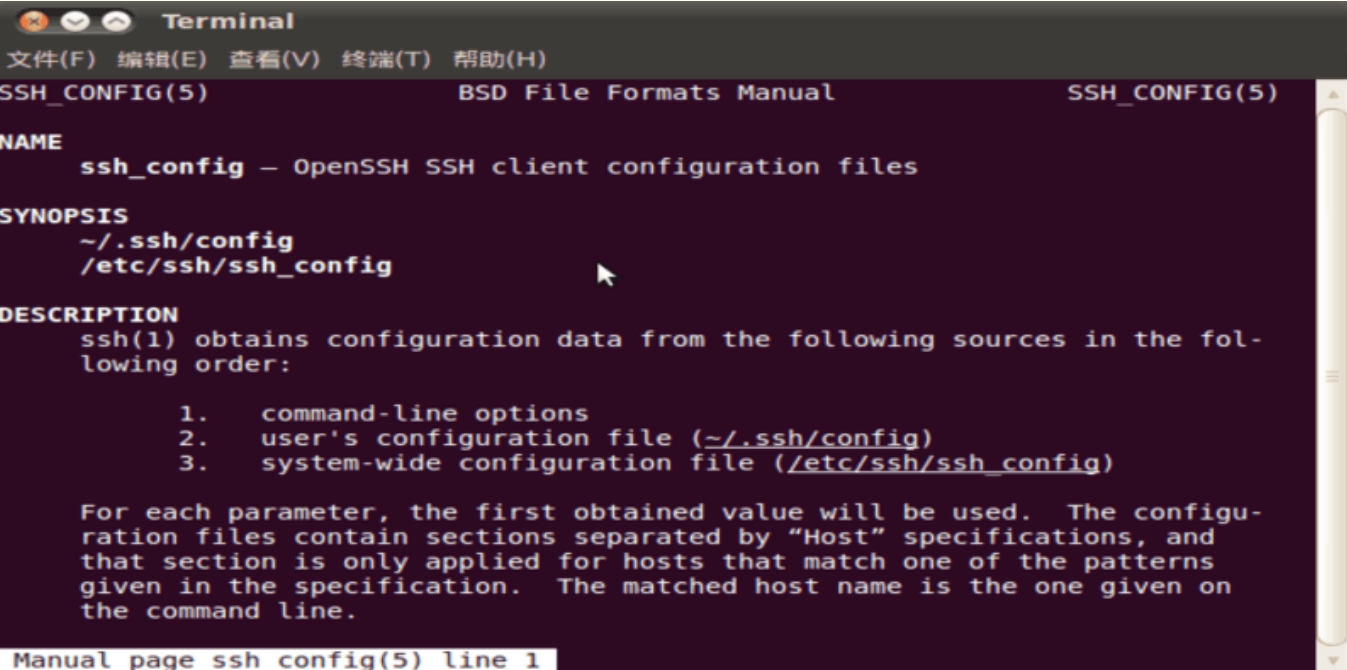 Terminal
文件(F) 编辑(E) 查看(V) 终端(T) 帮助(H)
SSH_CONFIG(5) BSD File Formats Manual SSH_CONFIG(5)
NAME
ssh_config — OpenSSH SSH client configuration files
SYNOPSIS
~/.ssh/config
/etc/ssh/ssh_config
DESCRIPTION
ssh(1) obtains configuration data from the following sources in the fol-
lowing order:
1. command-line options
2. user's configuration file (~/.ssh/config)
3. system-wide configuration file (/etc/ssh/ssh_config)
For each parameter, the first obtained value will be used. The configu-
ration files contain sections separated by “Host” specifications, and
that section is only applied for hosts that match one of the patterns
given in the specification. The matched host name is the one given on
the command line.
Manual page ssh_config(5) line 1